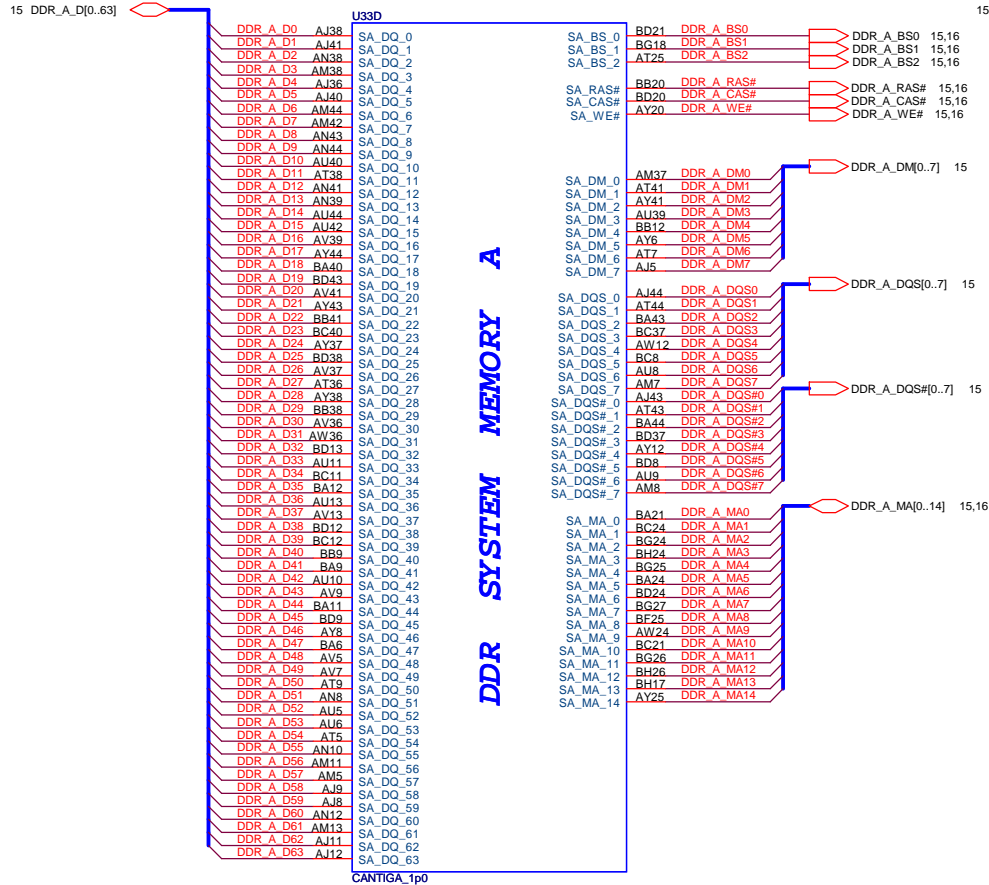 15 DDR_A_D[0..63]
15
U33D
DDR_A_D0 AJ38 SA_DQ_0
DDR_A_D1 AJ41 SA_DQ_1
DDR_A_D2 AN38 SA_DQ_2
DDR_A_D3 AM38 SA_DQ_3
DDR_A_D4 AJ36 SA_DQ_4
DDR_A_D5 AJ40 SA_DQ_5
DDR_A_D6 AM44 SA_DQ_6
DDR_A_D7 AM42 SA_DQ_7
DDR_A_D8 AN43 SA_DQ_8
DDR_A_D9 AN44 SA_DQ_9
DDR_A_D10 AU40 SA_DQ_10
DDR_A_D11 AT38 SA_DQ_11
DDR_A_D12 AN41 SA_DQ_12
DDR_A_D13 AN39 SA_DQ_13
DDR_A_D14 AU44 SA_DQ_14
DDR_A_D15 AU42 SA_DQ_15
DDR_A_D16 AV39 SA_DQ_16
DDR_A_D17 AY44 SA_DQ_17
DDR_A_D18 BA40 SA_DQ_18
DDR_A_D19 BD43 SA_DQ_19
DDR_A_D20 AV41 SA_DQ_20
DDR_A_D21 AY43 SA_DQ_21
DDR_A_D22 BB41 SA_DQ_22
DDR_A_D23 BC40 SA_DQ_23
DDR_A_D24 AY37 SA_DQ_24
DDR_A_D25 BD38 SA_DQ_25
DDR_A_D26 AV37 SA_DQ_26
DDR_A_D27 AT36 SA_DQ_27
DDR_A_D28 AY38 SA_DQ_28
DDR_A_D29 BB38 SA_DQ_29
DDR_A_D30 AV36 SA_DQ_30
DDR_A_D31 AW36 SA_DQ_31
DDR_A_D32 BD13 SA_DQ_32
DDR_A_D33 AU11 SA_DQ_33
DDR_A_D34 BC11 SA_DQ_34
DDR_A_D35 BA12 SA_DQ_35
DDR_A_D36 AU13 SA_DQ_36
DDR_A_D37 AV13 SA_DQ_37
DDR_A_D38 BD12 SA_DQ_38
DDR_A_D39 BC12 SA_DQ_39
DDR_A_D40 BB9 SA_DQ_40
DDR_A_D41 BA9 SA_DQ_41
DDR_A_D42 AU10 SA_DQ_42
DDR_A_D43 AV9 SA_DQ_43
DDR_A_D44 BA11 SA_DQ_44
DDR_A_D45 BD9 SA_DQ_45
DDR_A_D46 AY8 SA_DQ_46
DDR_A_D47 BA6 SA_DQ_47
DDR_A_D48 AV5 SA_DQ_48
DDR_A_D49 AV7 SA_DQ_49
DDR_A_D50 AT9 SA_DQ_50
DDR_A_D51 AN8 SA_DQ_51
DDR_A_D52 AU5 SA_DQ_52
DDR_A_D53 AU6 SA_DQ_53
DDR_A_D54 AT5 SA_DQ_54
DDR_A_D55 AN10 SA_DQ_55
DDR_A_D56 AM11 SA_DQ_56
DDR_A_D57 AM5 SA_DQ_57
DDR_A_D58 AJ9 SA_DQ_58
DDR_A_D59 AJ8 SA_DQ_59
DDR_A_D60 AN12 SA_DQ_60
DDR_A_D61 AM13 SA_DQ_61
DDR_A_D62 AJ11 SA_DQ_62
DDR_A_D63 AJ12 SA_DQ_63
DDR SYSTEM MEMORY A
SA_BS_0 BD21 DDR_A_BS0 DDR_A_BS0 15,16
SA_BS_1 BG18 DDR_A_BS1 DDR_A_BS1 15,16
SA_BS_2 AT25 DDR_A_BS2 DDR_A_BS2 15,16
SA_RAS# BB20 DDR_A_RAS# DDR_A_RAS# 15,16
SA_CAS# BD20 DDR_A_CAS# DDR_A_CAS# 15,16
SA_WE# AY20 DDR_A_WE# DDR_A_WE# 15,16
DDR_A_DM[0..7] 15
SA_DM_0 AM37 DDR_A_DM0
SA_DM_1 AT41 DDR_A_DM1
SA_DM_2 AY41 DDR_A_DM2
SA_DM_3 AU39 DDR_A_DM3
SA_DM_4 BB12 DDR_A_DM4
SA_DM_5 AY6 DDR_A_DM5
SA_DM_6 AT7 DDR_A_DM6
SA_DM_7 AJ5 DDR_A_DM7
DDR_A_DQS[0..7] 15
SA_DQS_0 AJ44 DDR_A_DQS0
SA_DQS_1 AT44 DDR_A_DQS1
SA_DQS_2 BA43 DDR_A_DQS2
SA_DQS_3 BC37 DDR_A_DQS3
SA_DQS_4 AW12 DDR_A_DQS4
SA_DQS_5 BC8 DDR_A_DQS5
SA_DQS_6 AU8 DDR_A_DQS6
SA_DQS_7 AM7 DDR_A_DQS7
DDR_A_DQS#[0..7] 15
SA_DQS#_0 AJ43 DDR_A_DQS#0
SA_DQS#_1 AT43 DDR_A_DQS#1
SA_DQS#_2 BA44 DDR_A_DQS#2
SA_DQS#_3 BD37 DDR_A_DQS#3
SA_DQS#_4 AY12 DDR_A_DQS#4
SA_DQS#_5 BD8 DDR_A_DQS#5
SA_DQS#_6 AU9 DDR_A_DQS#6
SA_DQS#_7 AM8 DDR_A_DQS#7
DDR_A_MA[0..14] 15,16
SA_MA_0 BA21 DDR_A_MA0
SA_MA_1 BC24 DDR_A_MA1
SA_MA_2 BG24 DDR_A_MA2
SA_MA_3 BH24 DDR_A_MA3
SA_MA_4 BG25 DDR_A_MA4
SA_MA_5 BA24 DDR_A_MA5
SA_MA_6 BD24 DDR_A_MA6
SA_MA_7 BG27 DDR_A_MA7
SA_MA_8 BF25 DDR_A_MA8
SA_MA_9 AW24 DDR_A_MA9
SA_MA_10 BC21 DDR_A_MA10
SA_MA_11 BG26 DDR_A_MA11
SA_MA_12 BH26 DDR_A_MA12
SA_MA_13 BH17 DDR_A_MA13
SA_MA_14 AY25 DDR_A_MA14
CANTIGA_1p0